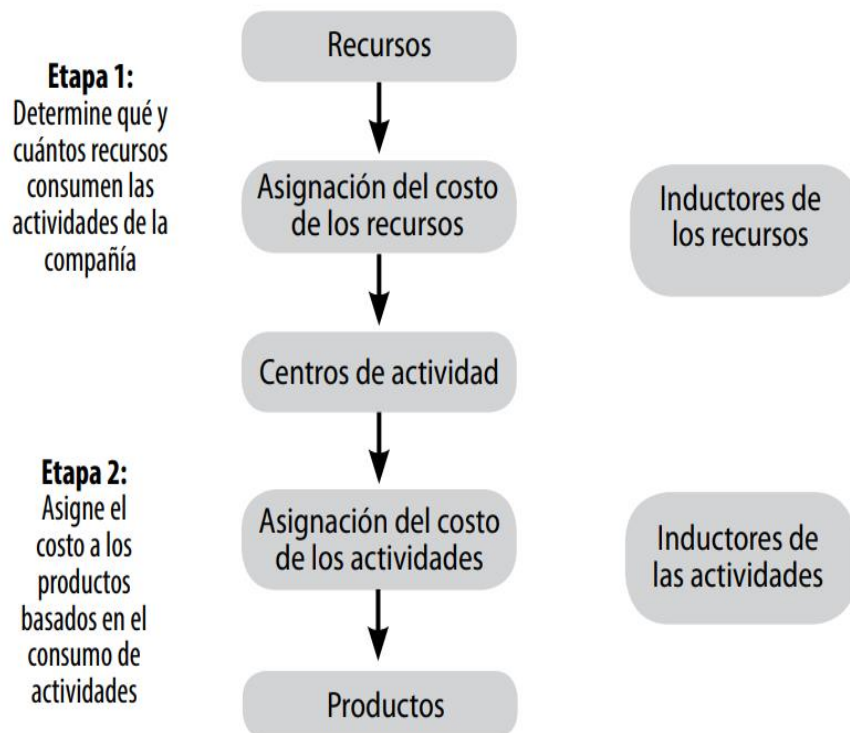 Recursos
Etapa 1:
Determine qué y
cuántos recursos
consumen las
actividades de la
compañía
Asignación del costo
de los recursos
Inductores de
los recursos
Centros de actividad
Etapa 2:
Asigne el
costo a los
productos
basados en el
consumo de
actividades
Asignación del costo
de los actividades
Inductores de
las actividades
Productos